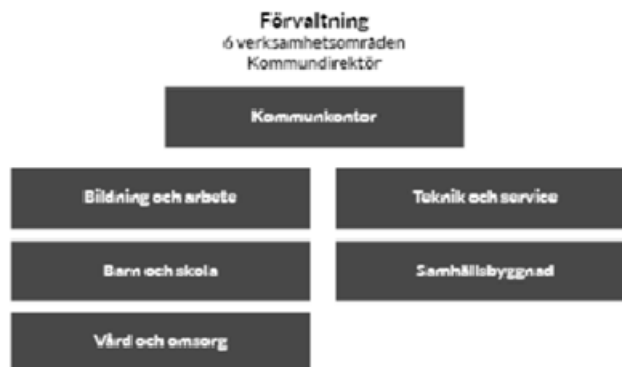 Förvaltning
6 verksamhetsområden
Kommundirektör
Kommunkontor
Bildning och arbete
Teknik och service
Barn och skola
Samhällsbyggnad
Vård och omsorg